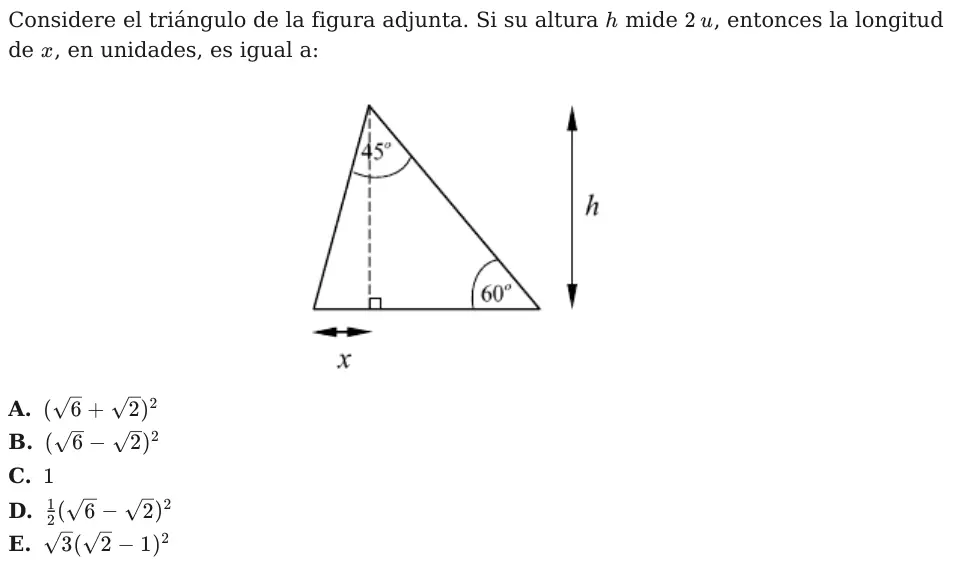 Considere el triángulo de la figura adjunta. Si su altura h mide 2 u, entonces la longitud
de x, en unidades, es igual a:
45°
h
60°
x
A. (√6 + √2)²
B. (√6 − √2)²
C. 1
D. ½(√6 − √2)²
E. √3(√2 − 1)²